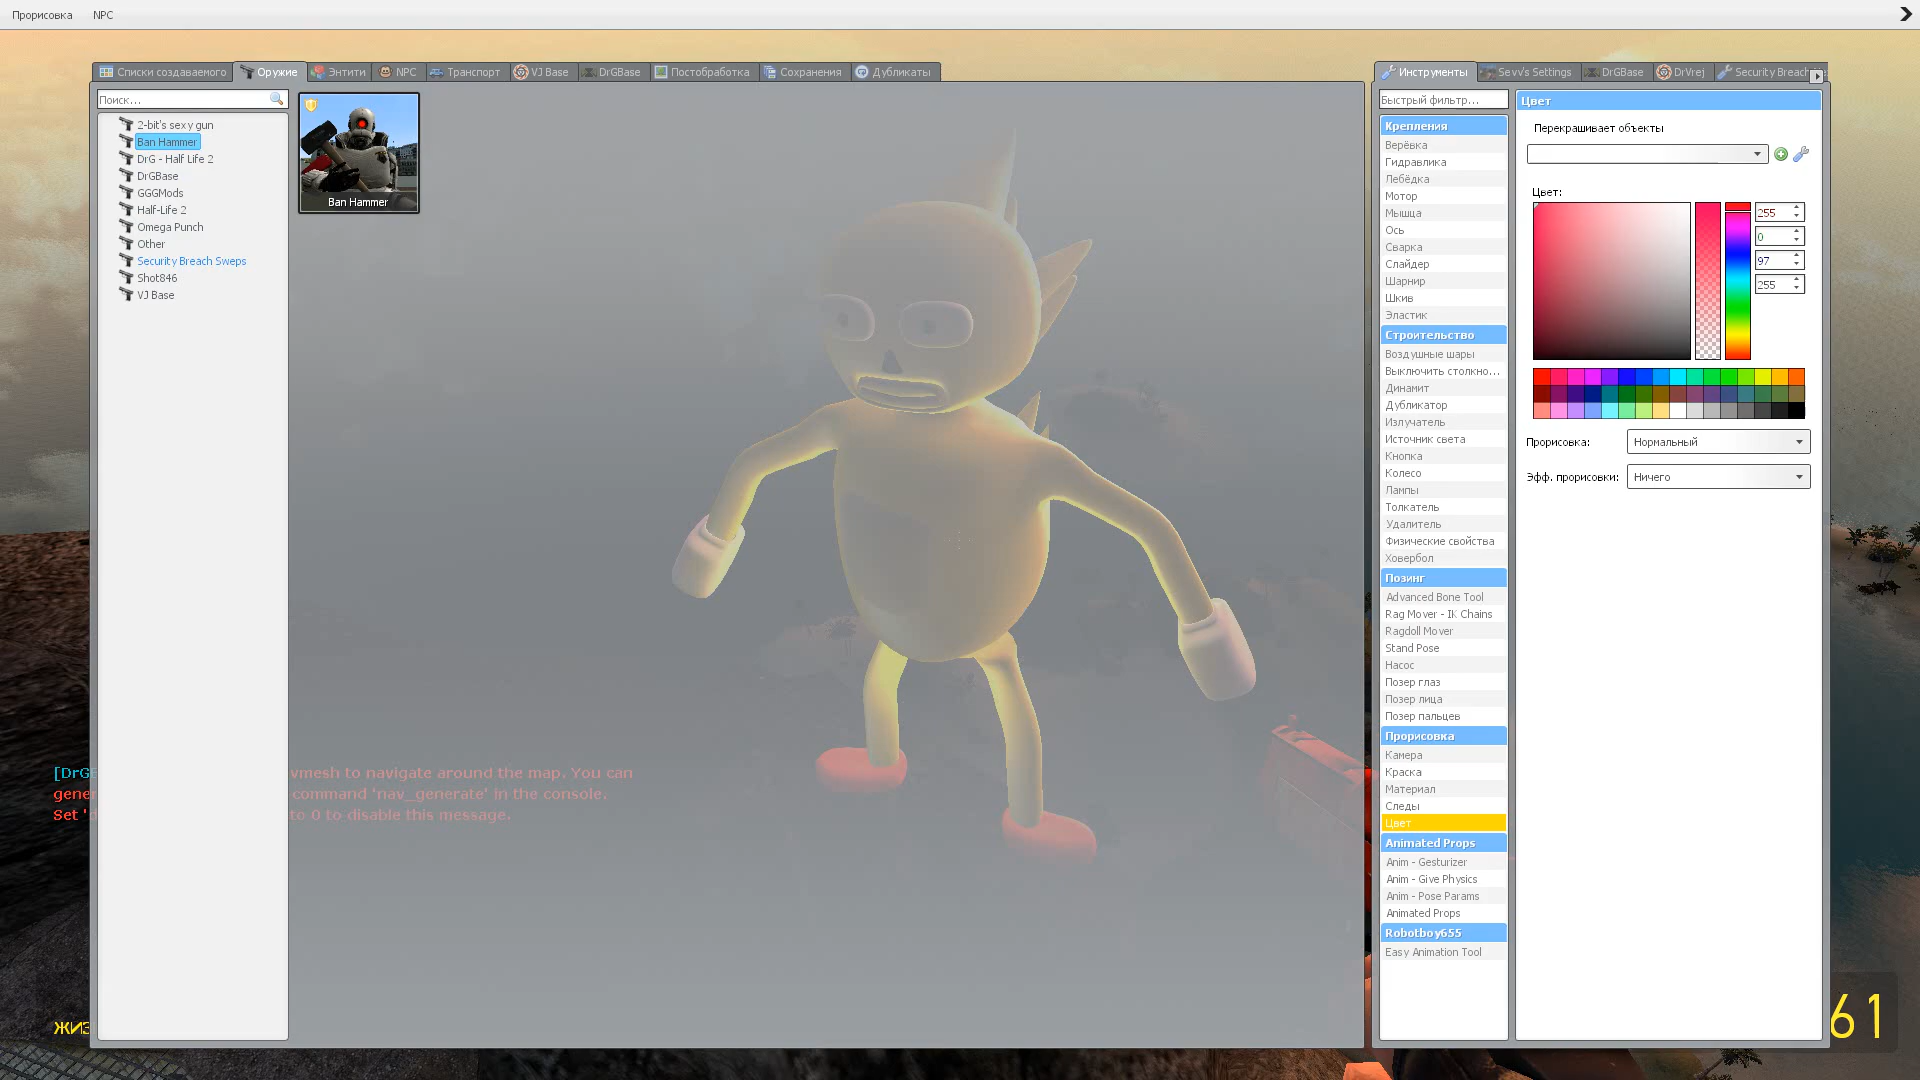 Прорисовка NPC
Списки создаваемого Оружие Энтити NPC Транспорт VJ Base DrGBase Постобработка Сохранения Дубликаты
Инструменты Sevv's Settings DrGBase DrVrej Security Breach
Поиск...
2-bit's sexy gun
Ban Hammer
DrG - Half Life 2
DrGBase
GGGMods
Half-Life 2
Omega Punch
Other
Security Breach Sweps
Shot846
VJ Base
Ban Hammer
[DrG
vmesh to navigate around the map. You can
gene
command 'nav_generate' in the console.
Set '
to 0 to disable this message.
ЖИЗ
Быстрый фильтр...
Крепления
Верёвка
Гидравлика
Лебёдка
Мотор
Мышца
Ось
Сварка
Слайдер
Шарнир
Шкив
Эластик
Строительство
Воздушные шары
Выключить столкно...
Динамит
Дубликатор
Излучатель
Источник света
Кнопка
Колесо
Лампы
Толкатель
Удалитель
Физические свойства
Ховербол
Позинг
Advanced Bone Tool
Rag Mover - IK Chains
Ragdoll Mover
Stand Pose
Насос
Позер глаз
Позер лица
Позер пальцев
Прорисовка
Камера
Краска
Материал
Следы
Цвет
Animated Props
Anim - Gesturizer
Anim - Give Physics
Anim - Pose Params
Animated Props
Robotboy655
Easy Animation Tool
Цвет
Перекрашивает объекты
Цвет:
255
0
97
255
Прорисовка: Нормальный
Эфф. прорисовки: Ничего
61